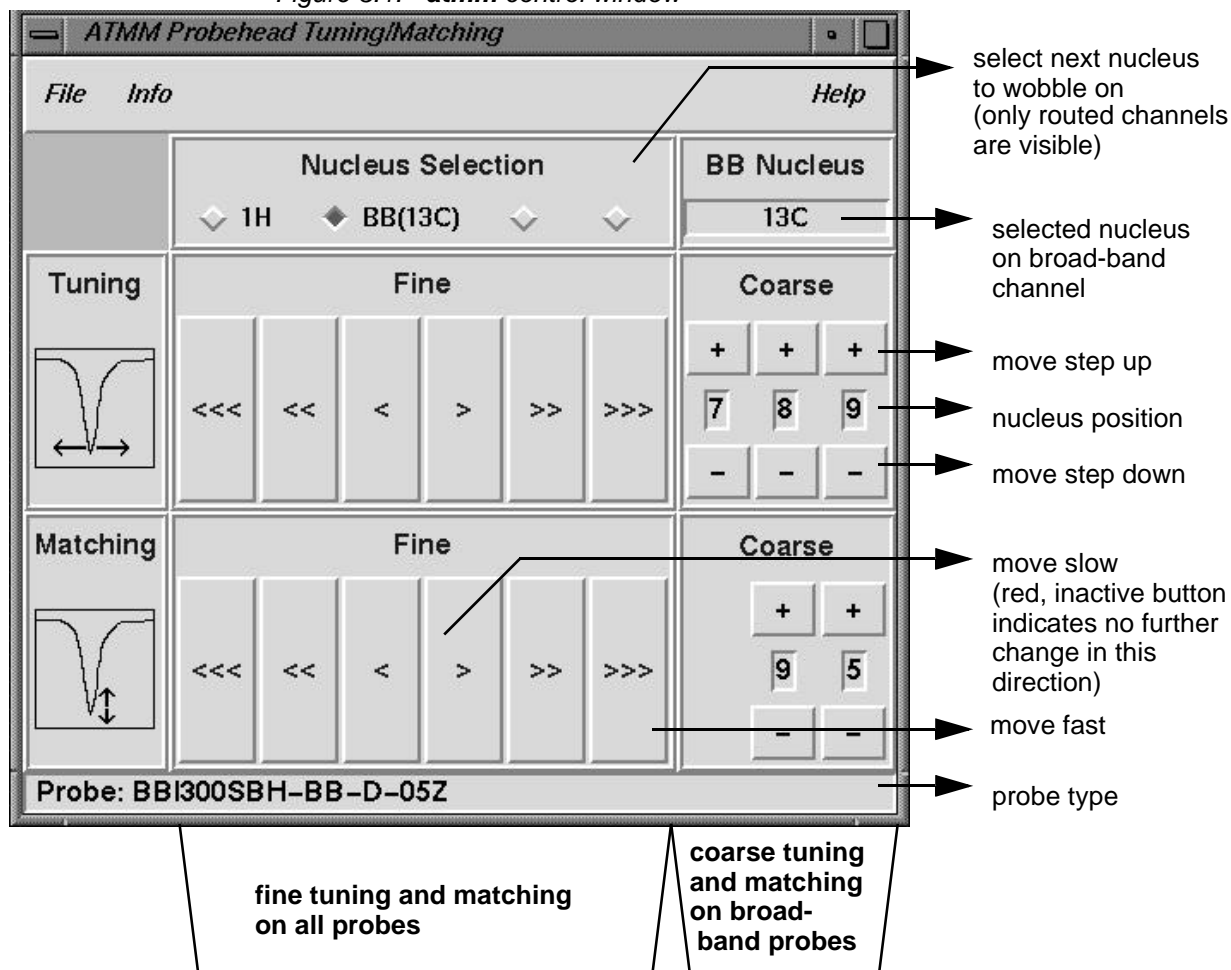 Figure 3.47 atmm control window
ATMM Probehead Tuning/Matching
File Info Help
Nucleus Selection
1H BB(13C)
BB Nucleus
13C
Tuning
Fine
<<< << < > >> >>>
Coarse
+ + +
7 8 9
– – –
Matching
Fine
<<< << < > >> >>>
Coarse
+ +
9 5
– –
Probe: BBI300SBH–BB–D–05Z
select next nucleus
to wobble on
(only routed channels
are visible)
selected nucleus
on broad-band
channel
move step up
nucleus position
move step down
move slow
(red, inactive button
indicates no further
change in this
direction)
move fast
probe type
fine tuning and matching
on all probes
coarse tuning
and matching
on broad-
band probes